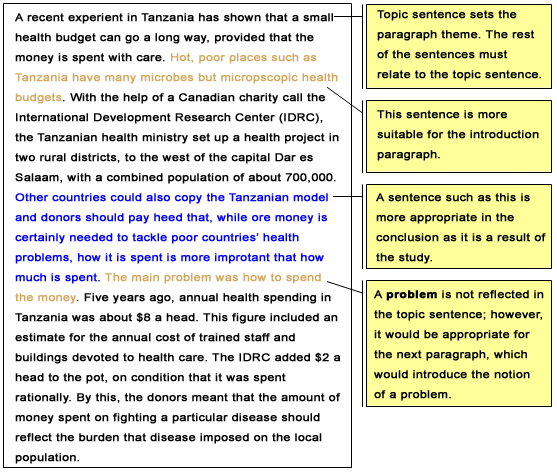 A recent experient in Tanzania has shown that a small
health budget can go a long way, provided that the
money is spent with care. Hot, poor places such as
Tanzania have many microbes but micropscopic health
budgets. With the help of a Canadian charity call the
International Development Research Center (IDRC),
the Tanzanian health ministry set up a health project in
two rural districts, to the west of the capital Dar es
Salaam, with a combined population of about 700,000.
Other countries could also copy the Tanzanian model
and donors should pay heed that, while ore money is
certainly needed to tackle poor countries' health
problems, how it is spent is more improtant that how
much is spent. The main problem was how to spend
the money. Five years ago, annual health spending in
Tanzania was about $8 a head. This figure included an
estimate for the annual cost of trained staff and
buildings devoted to health care. The IDRC added $2 a
head to the pot, on condition that it was spent
rationally. By this, the donors meant that the amount of
money spent on fighting a particular disease should
reflect the burden that disease imposed on the local
population.
Topic sentence sets the
paragraph theme. The rest
of the sentences must
relate to the topic sentence.
This sentence is more
suitable for the introduction
paragraph.
A sentence such as this is
more appropriate in the
conclusion as it is a result of
the study.
A problem is not reflected in
the topic sentence; however,
it would be appropriate for
the next paragraph, which
would introduce the notion
of a problem.